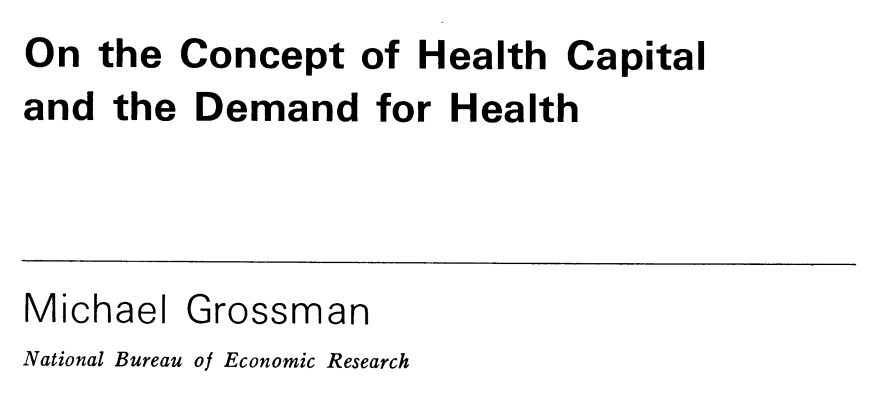 On the Concept of Health Capital
and the Demand for Health
Michael Grossman
National Bureau of Economic Research